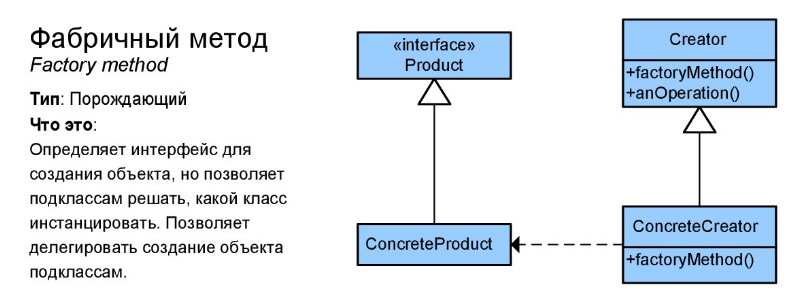 Фабричный метод
Factory method
Тип: Порождающий
Что это:
Определяет интерфейс для
создания объекта, но позволяет
подклассам решать, какой класс
инстанцировать. Позволяет
делегировать создание объекта
подклассам.
«interface»
Product
ConcreteProduct
Creator
+factoryMethod()
+anOperation()
ConcreteCreator
+factoryMethod()